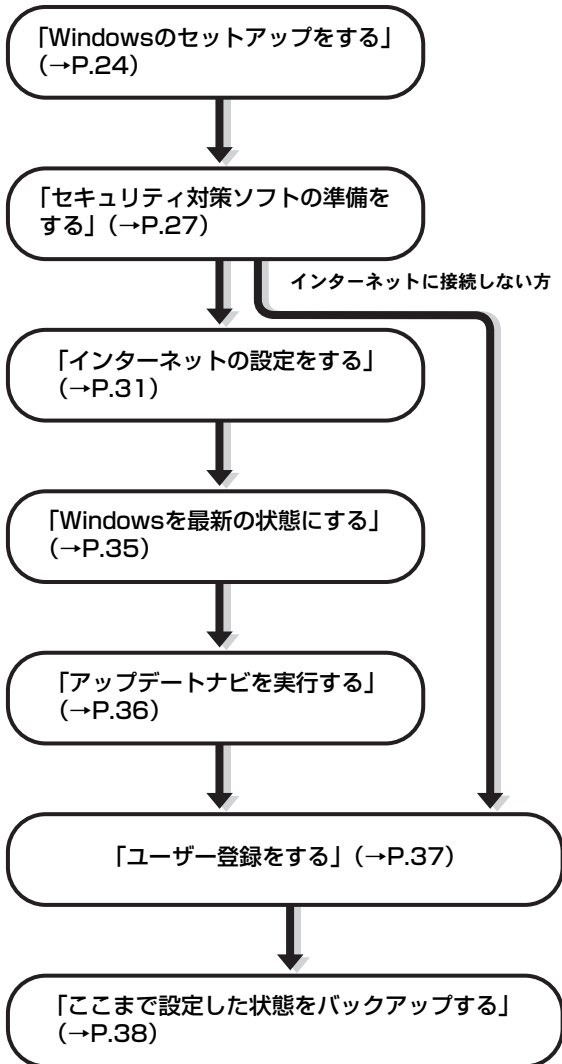 「Windowsのセットアップをする」
（→P.24）
「セキュリティ対策ソフトの準備を
する」（→P.27）
インターネットに接続しない方
「インターネットの設定をする」
（→P.31）
「Windowsを最新の状態にする」
（→P.35）
「アップデートナビを実行する」
（→P.36）
「ユーザー登録をする」（→P.37）
「ここまで設定した状態をバックアップする」
（→P.38）